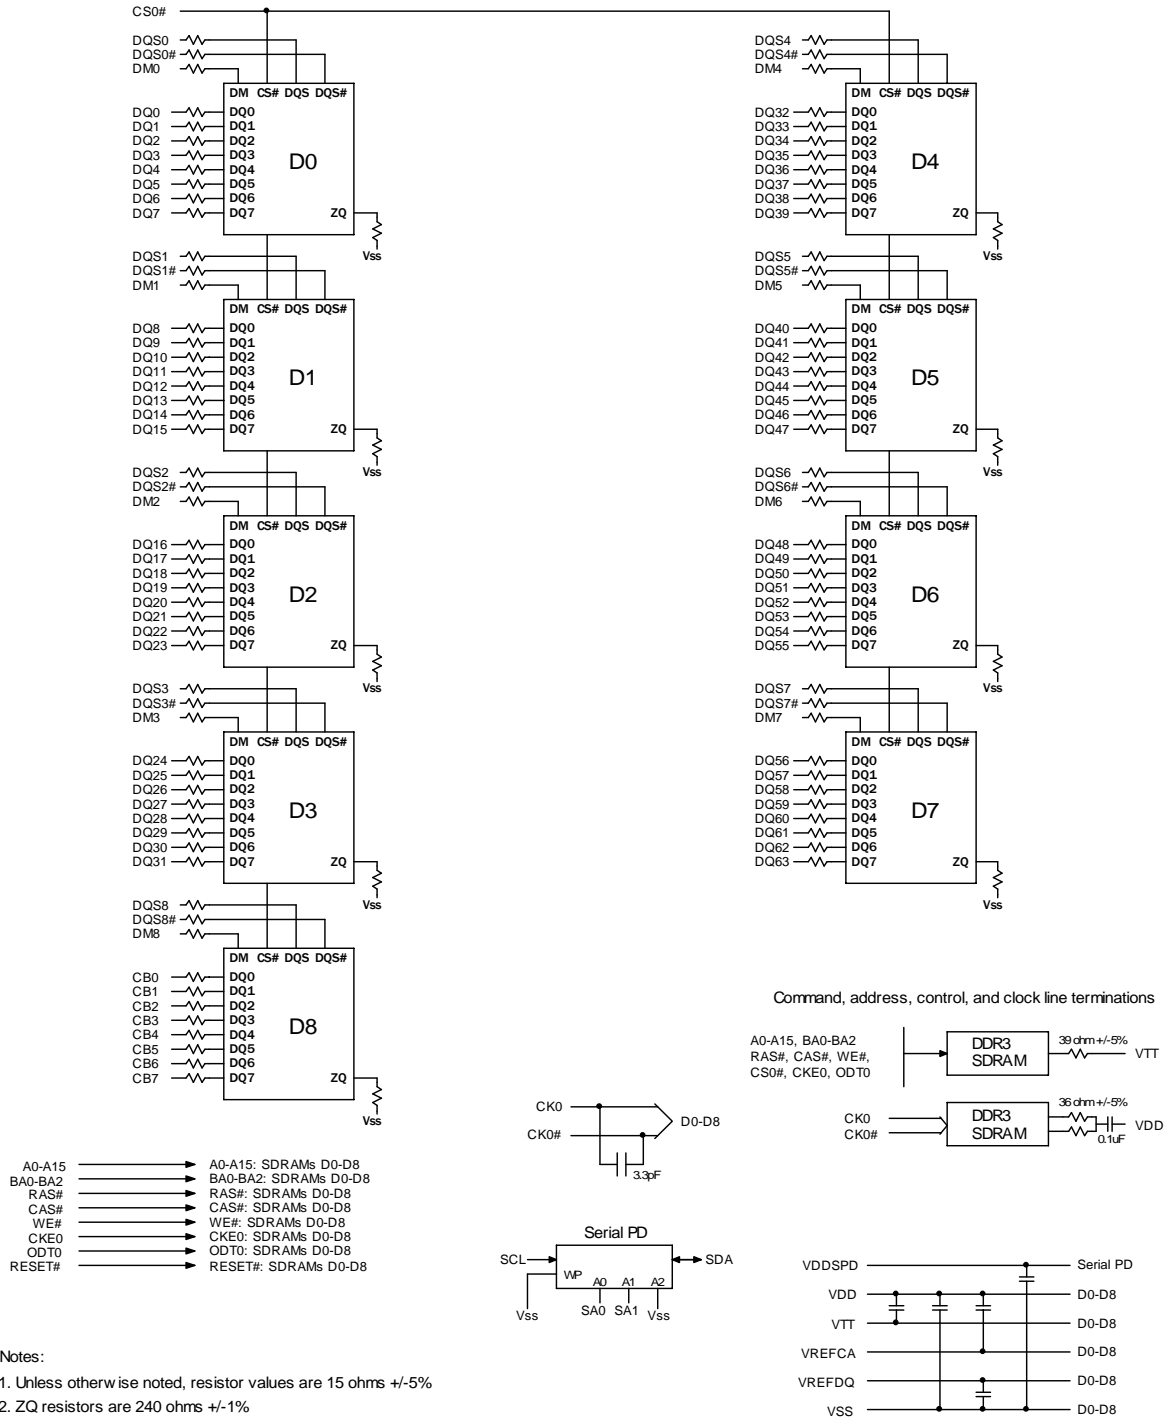 CS0#
DQS0
DQS0#
DM0
DM CS# DQS DQS#
DQ0 DQ0
DQ1 DQ1
DQ2 DQ2
DQ3 DQ3
DQ4 DQ4
DQ5 DQ5
DQ6 DQ6
DQ7 DQ7
D0
ZQ
Vss
DQS1
DQS1#
DM1
DM CS# DQS DQS#
DQ8 DQ0
DQ9 DQ1
DQ10 DQ2
DQ11 DQ3
DQ12 DQ4
DQ13 DQ5
DQ14 DQ6
DQ15 DQ7
D1
ZQ
Vss
DQS2
DQS2#
DM2
DM CS# DQS DQS#
DQ16 DQ0
DQ17 DQ1
DQ18 DQ2
DQ19 DQ3
DQ20 DQ4
DQ21 DQ5
DQ22 DQ6
DQ23 DQ7
D2
ZQ
Vss
DQS3
DQS3#
DM3
DM CS# DQS DQS#
DQ24 DQ0
DQ25 DQ1
DQ26 DQ2
DQ27 DQ3
DQ28 DQ4
DQ29 DQ5
DQ30 DQ6
DQ31 DQ7
D3
ZQ
Vss
DQS8
DQS8#
DM8
DM CS# DQS DQS#
CB0 DQ0
CB1 DQ1
CB2 DQ2
CB3 DQ3
CB4 DQ4
CB5 DQ5
CB6 DQ6
CB7 DQ7
D8
ZQ
Vss
DQS4
DQS4#
DM4
DM CS# DQS DQS#
DQ32 DQ0
DQ33 DQ1
DQ34 DQ2
DQ35 DQ3
DQ36 DQ4
DQ37 DQ5
DQ38 DQ6
DQ39 DQ7
D4
ZQ
Vss
DQS5
DQS5#
DM5
DM CS# DQS DQS#
DQ40 DQ0
DQ41 DQ1
DQ42 DQ2
DQ43 DQ3
DQ44 DQ4
DQ45 DQ5
DQ46 DQ6
DQ47 DQ7
D5
ZQ
Vss
DQS6
DQS6#
DM6
DM CS# DQS DQS#
DQ48 DQ0
DQ49 DQ1
DQ50 DQ2
DQ51 DQ3
DQ52 DQ4
DQ53 DQ5
DQ54 DQ6
DQ55 DQ7
D6
ZQ
Vss
DQS7
DQS7#
DM7
DM CS# DQS DQS#
DQ56 DQ0
DQ57 DQ1
DQ58 DQ2
DQ59 DQ3
DQ60 DQ4
DQ61 DQ5
DQ62 DQ6
DQ63 DQ7
D7
ZQ
Vss
Command, address, control, and clock line terminations
A0-A15, BA0-BA2
RAS#, CAS#, WE#,
CS0#, CKE0, ODT0
DDR3
SDRAM
39 ohm +/-5%
VTT
CK0
CK0#
DDR3
SDRAM
36 ohm +/-5%
0.1uF
VDD
CK0
CK0#
D0-D8
3.3pF
A0-A15 A0-A15: SDRAMs D0-D8
BA0-BA2 BA0-BA2: SDRAMs D0-D8
RAS# RAS#: SDRAMs D0-D8
CAS# CAS#: SDRAMs D0-D8
WE# WE#: SDRAMs D0-D8
CKE0 CKE0: SDRAMs D0-D8
ODT0 ODT0: SDRAMs D0-D8
RESET# RESET#: SDRAMs D0-D8
Serial PD
SCL SDA
WP A0 A1 A2
Vss SA0 SA1 Vss
VDDSPD Serial PD
VDD D0-D8
VTT D0-D8
VREFCA D0-D8
VREFDQ D0-D8
VSS D0-D8
Notes:
1. Unless otherwise noted, resistor values are 15 ohms +/-5%
2. ZQ resistors are 240 ohms +/-1%